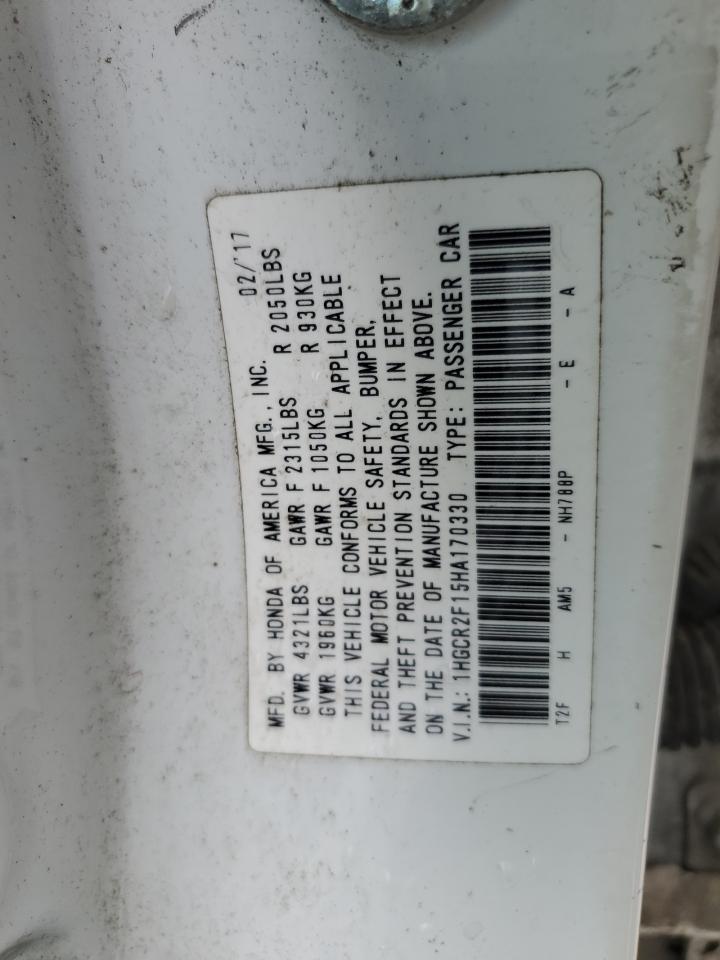 MFD. BY HONDA OF AMERICA MFG., INC. 02/'17
GVWR 4321LBS GAWR F 2315LBS R 2050LBS
GVWR 1960KG GAWR F 1050KG R 930KG
THIS VEHICLE CONFORMS TO ALL APPLICABLE
FEDERAL MOTOR VEHICLE SAFETY, BUMPER,
AND THEFT PREVENTION STANDARDS IN EFFECT
ON THE DATE OF MANUFACTURE SHOWN ABOVE.
V.I.N.: 1HGCR2F15HA170330 TYPE: PASSENGER CAR
T2F H AM5 - NH788P - E - A